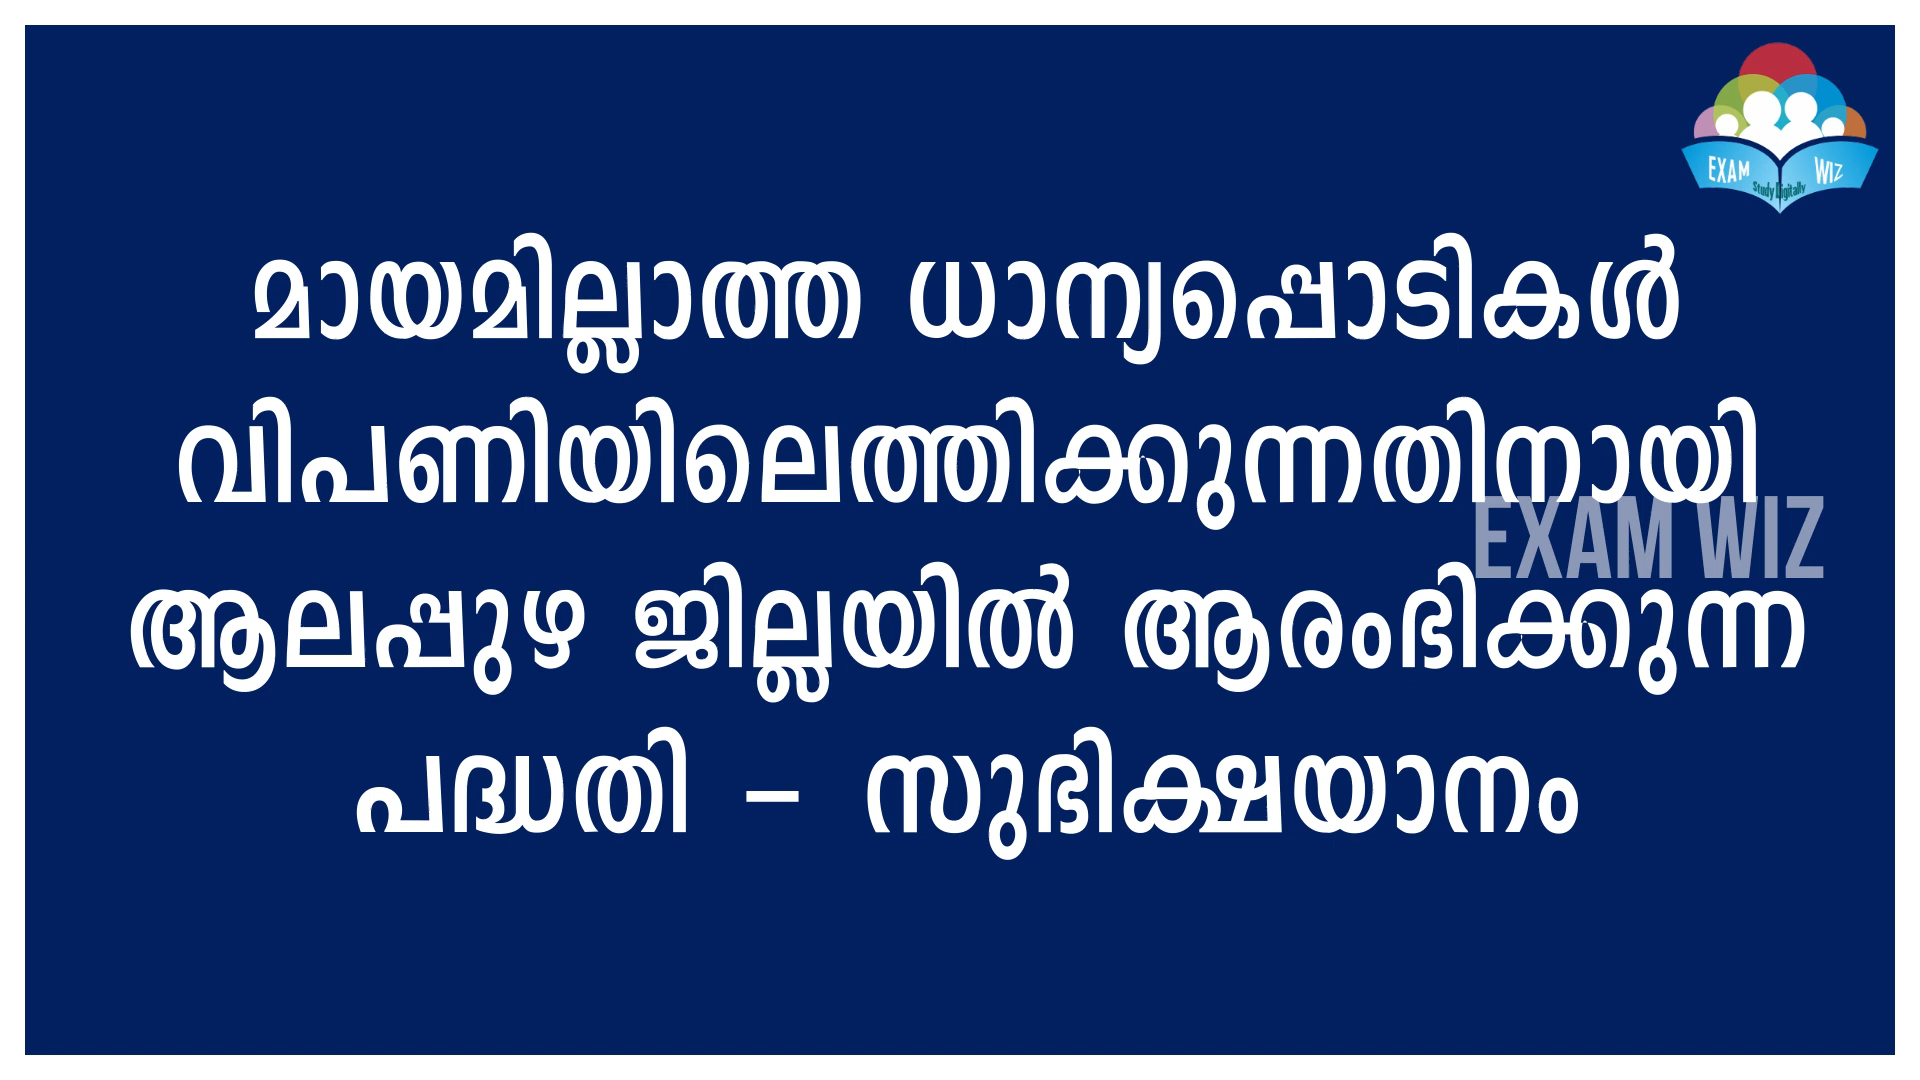 EXAM WIZ
Study Digitally
മായമില്ലാത്ത ധാന്യപ്പൊടികൾ
വിപണിയിലെത്തിക്കുന്നതിനായി
EXAM WIZ
ആലപ്പുഴ ജില്ലയിൽ ആരംഭിക്കുന്ന
പദ്ധതി - സുഭിക്ഷയാനം